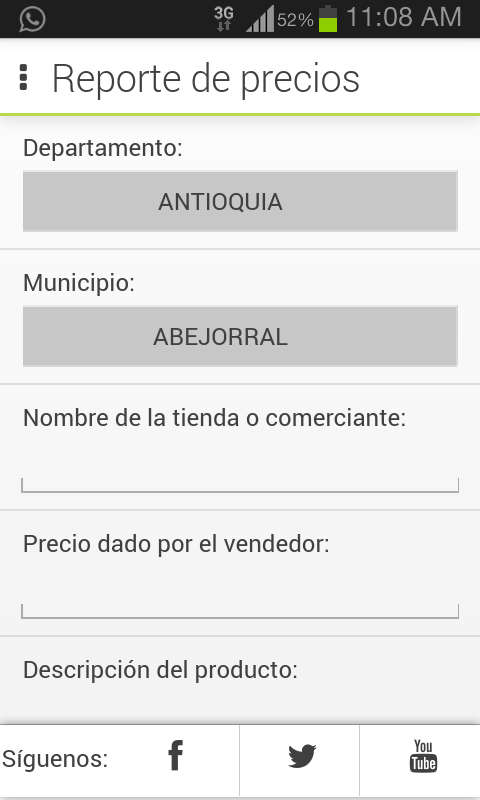 3G 52% 11:08 AM
Reporte de precios
Departamento:
ANTIOQUIA
Municipio:
ABEJORRAL
Nombre de la tienda o comerciante:
Precio dado por el vendedor:
Descripción del producto:
Síguenos: f You
Tube